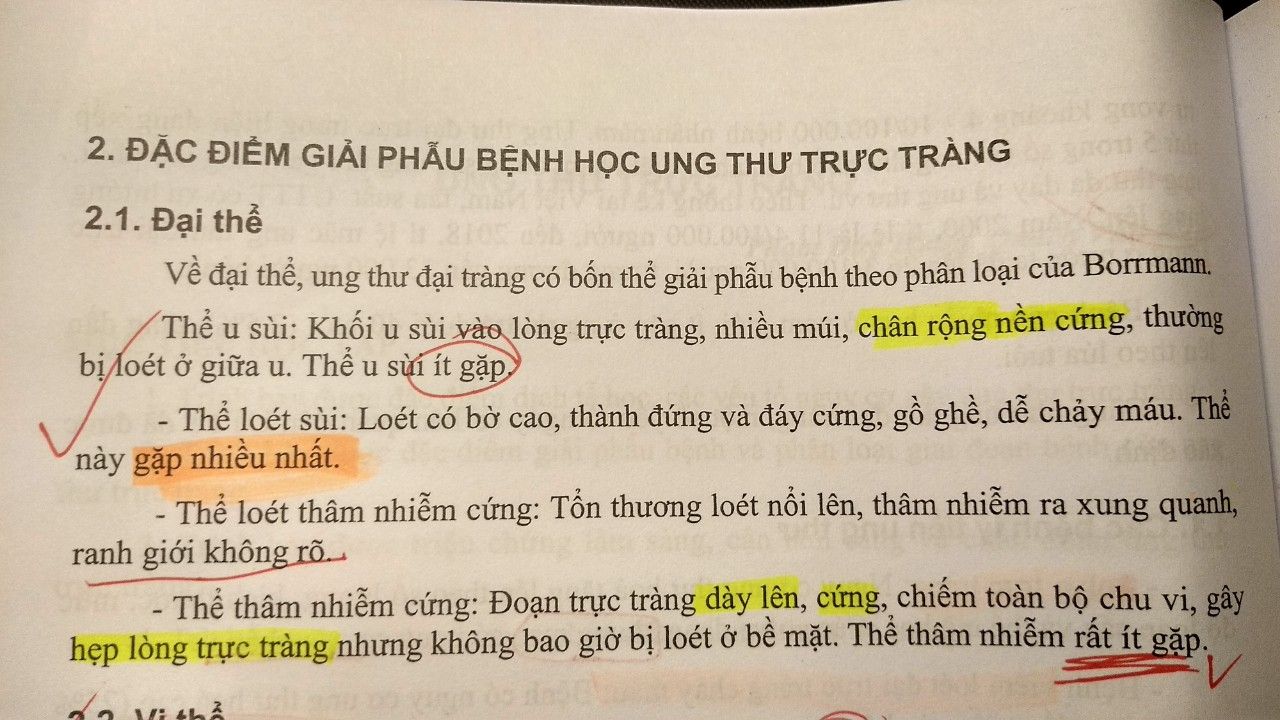 2. ĐẶC ĐIỂM GIẢI PHẪU BỆNH HỌC UNG THƯ TRỰC TRÀNG
2.1. Đại thể
Về đại thể, ung thư đại tràng có bốn thể giải phẫu bệnh theo phân loại của Borrmann.
Thể u sùi: Khối u sùi vào lòng trực tràng, nhiều múi, chân rộng nền cứng, thường
bị loét ở giữa u. Thể u sùi ít gặp.
- Thể loét sùi: Loét có bờ cao, thành đứng và đáy cứng, gồ ghề, dễ chảy máu. Thể
này gặp nhiều nhất.
- Thể loét thâm nhiễm cứng: Tổn thương loét nổi lên, thâm nhiễm ra xung quanh,
ranh giới không rõ.
- Thể thâm nhiễm cứng: Đoạn trực tràng dày lên, cứng, chiếm toàn bộ chu vi, gây
hẹp lòng trực tràng nhưng không bao giờ bị loét ở bề mặt. Thể thâm nhiễm rất ít gặp.
2.2. Vi thể